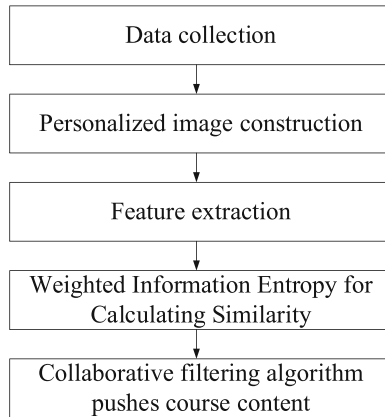 Data collection
Personalized image construction
Feature extraction
Weighted Information Entropy for
Calculating Similarity
Collaborative filtering algorithm
pushes course content